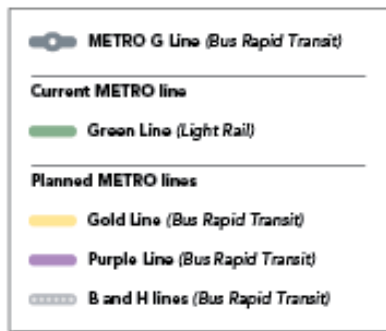 METRO G Line (Bus Rapid Transit)
Current METRO line
Green Line (Light Rail)
Planned METRO lines
Gold Line (Bus Rapid Transit)
Purple Line (Bus Rapid Transit)
B and H lines (Bus Rapid Transit)